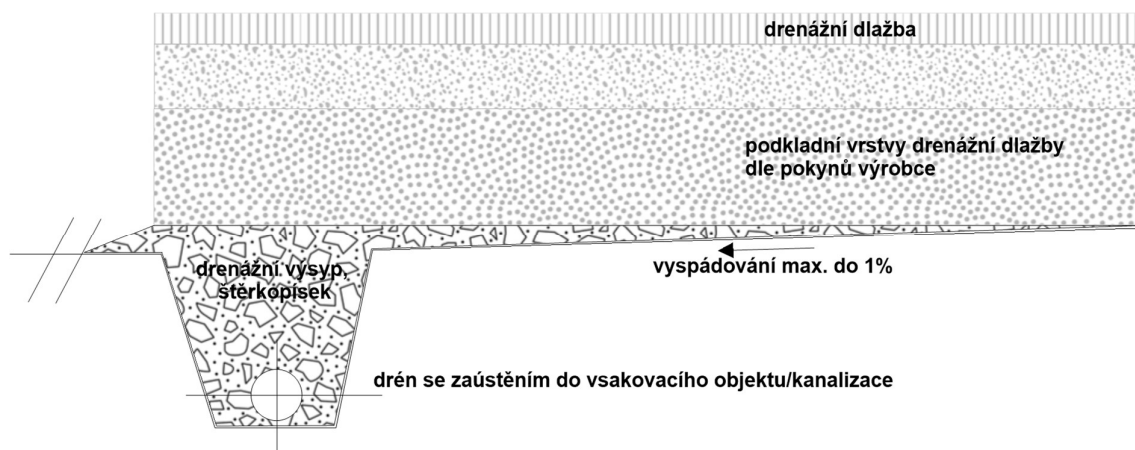 drenážní dlažba
podkladní vrstvy drenážní dlažby
dle pokynů výrobce
vyspádování max. do 1%
drenážní výsyp,
štěrkopísek
drén se zaústěním do vsakovacího objektu/kanalizace